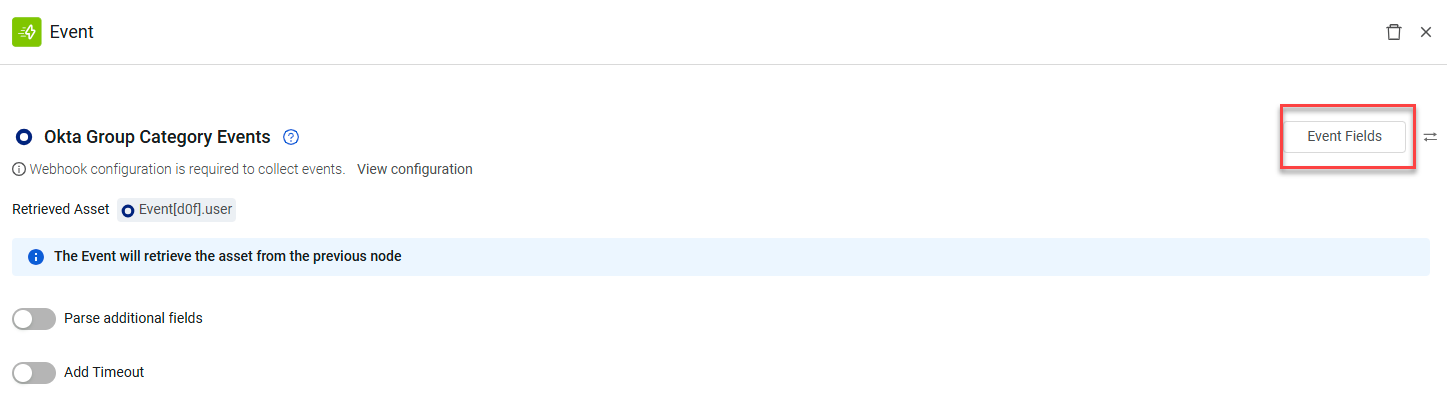 Event
Okta Group Category Events
Event Fields
Webhook configuration is required to collect events. View configuration
Retrieved Asset Event[d0f].user
The Event will retrieve the asset from the previous node
Parse additional fields
Add Timeout